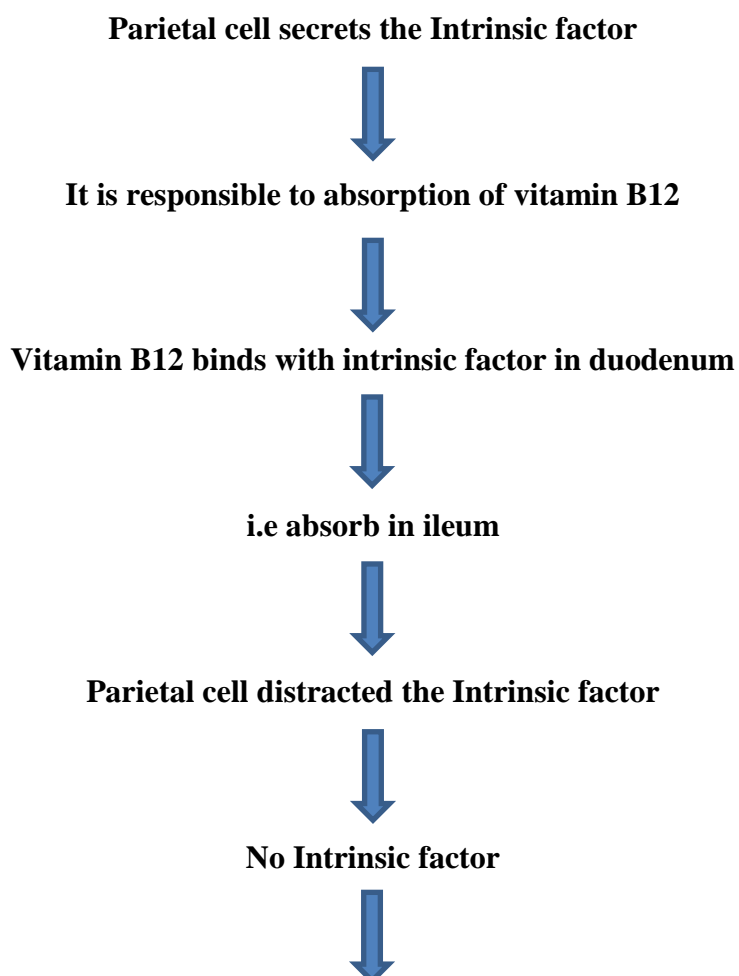 Parietal cell secrets the Intrinsic factor
It is responsible to absorption of vitamin B12
Vitamin B12 binds with intrinsic factor in duodenum
i.e absorb in ileum
Parietal cell distracted the Intrinsic factor
No Intrinsic factor